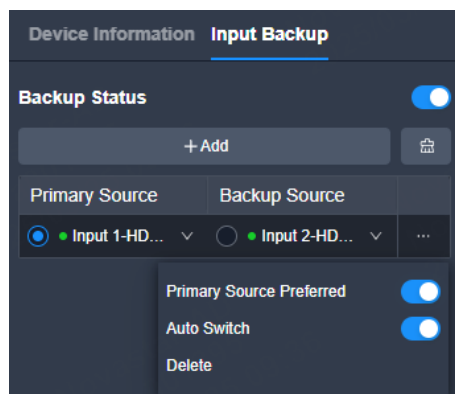 Device Information Input Backup
Backup Status
+ Add
Primary Source Backup Source
Input 1-HD... Input 2-HD... ...
Primary Source Preferred
Auto Switch
Delete